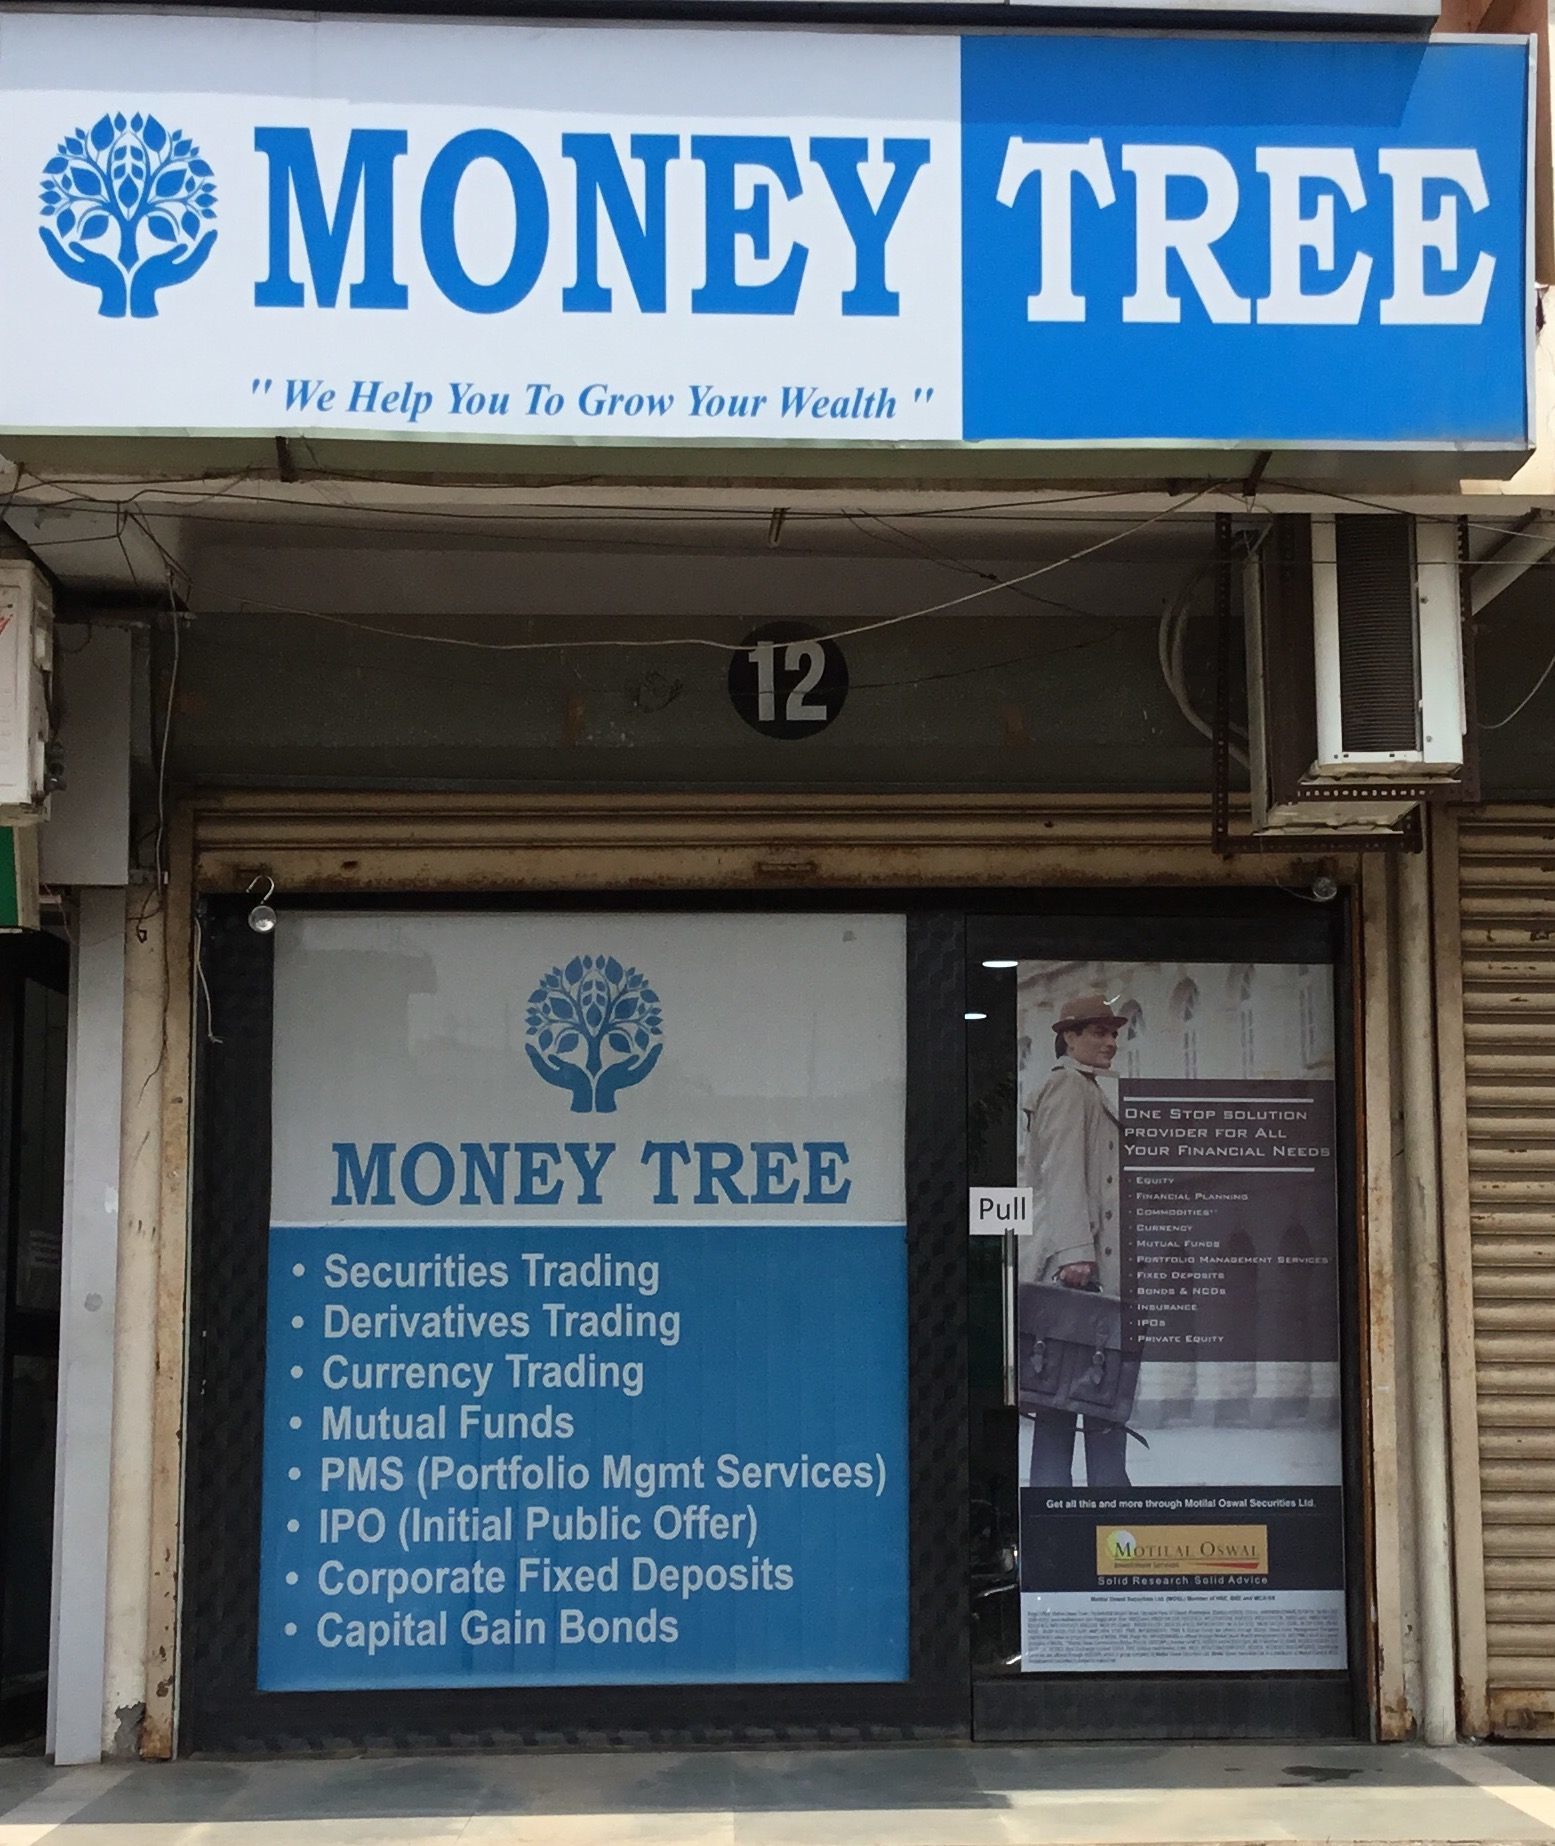 MONEY TREE
" We Help You To Grow Your Wealth "
12
MONEY TREE
• Securities Trading
• Derivatives Trading
• Currency Trading
• Mutual Funds
• PMS (Portfolio Mgmt Services)
• IPO (Initial Public Offer)
• Corporate Fixed Deposits
• Capital Gain Bonds
Pull
ONE STOP SOLUTION
PROVIDER FOR ALL
YOUR FINANCIAL NEEDS
· EQUITY
· FINANCIAL PLANNING
· COMMODITIES**
· CURRENCY
· MUTUAL FUNDS
· PORTFOLIO MANAGEMENT SERVICES
· FIXED DEPOSITS
· BONDS & NCDS
· INSURANCE
· IPOS
· PRIVATE EQUITY
Get all this and more through Motilal Oswal Securities Ltd.
MOTILAL OSWAL
Solid Research Solid Advice